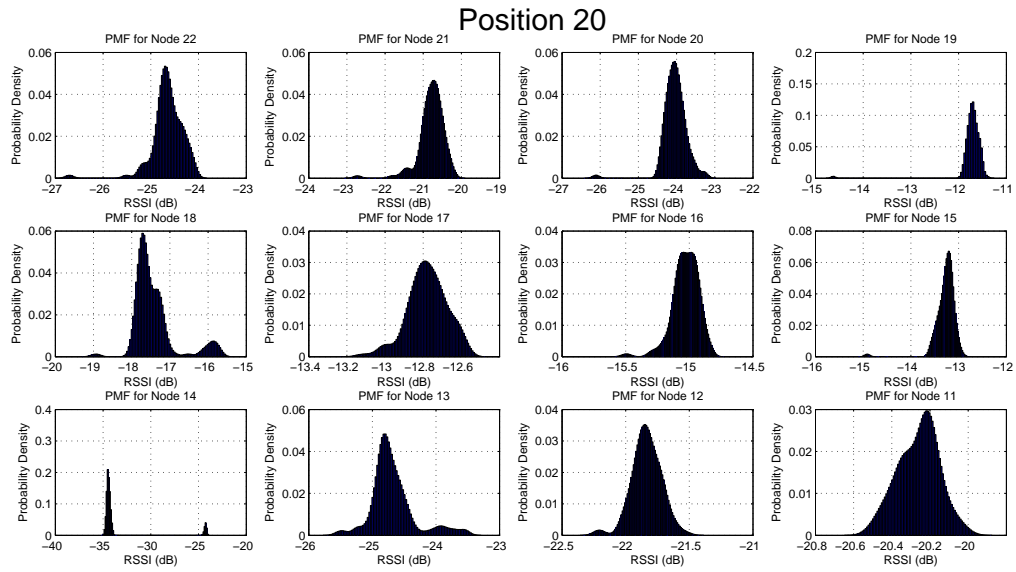 Position 20
PMF for Node 22
PMF for Node 21
PMF for Node 20
PMF for Node 19
0.06
0.04
0.02
0
Probability Density
−27 −26 −25 −24 −23
RSSI (dB)
0.06
0.04
0.02
0
Probability Density
−24 −23 −22 −21 −20 −19
RSSI (dB)
0.06
0.04
0.02
0
Probability Density
−27 −26 −25 −24 −23 −22
RSSI (dB)
0.2
0.15
0.1
0.05
0
Probability Density
−15 −14 −13 −12 −11
RSSI (dB)
PMF for Node 18
PMF for Node 17
PMF for Node 16
PMF for Node 15
0.06
0.04
0.02
0
Probability Density
−20 −19 −18 −17 −16 −15
RSSI (dB)
0.04
0.03
0.02
0.01
0
Probability Density
−13.4 −13.2 −13 −12.8 −12.6
RSSI (dB)
0.04
0.03
0.02
0.01
0
Probability Density
−16 −15.5 −15 −14.5
RSSI (dB)
0.08
0.06
0.04
0.02
0
Probability Density
−16 −15 −14 −13 −12
RSSI (dB)
PMF for Node 14
PMF for Node 13
PMF for Node 12
PMF for Node 11
0.4
0.3
0.2
0.1
0
Probability Density
−40 −35 −30 −25 −20
RSSI (dB)
0.06
0.04
0.02
0
Probability Density
−26 −25 −24 −23
RSSI (dB)
0.04
0.03
0.02
0.01
0
Probability Density
−22.5 −22 −21.5 −21
RSSI (dB)
0.03
0.02
0.01
0
Probability Density
−20.8 −20.6 −20.4 −20.2 −20
RSSI (dB)